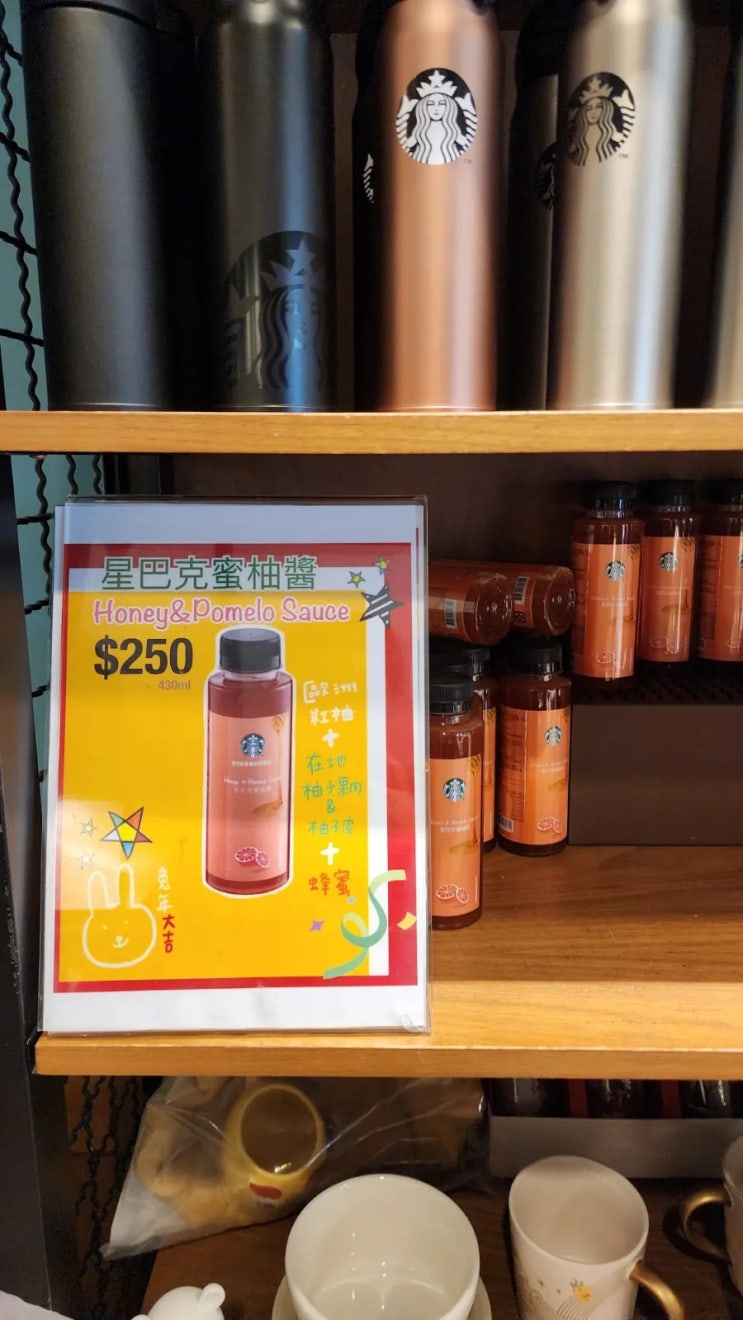 星巴克蜜柚醬
Honey&Pomelo Sauce
$250
430ml
歐洲
紅柚
+
在地
柚子果肉
&
柚子皮
+
蜂蜜
兔年
大吉